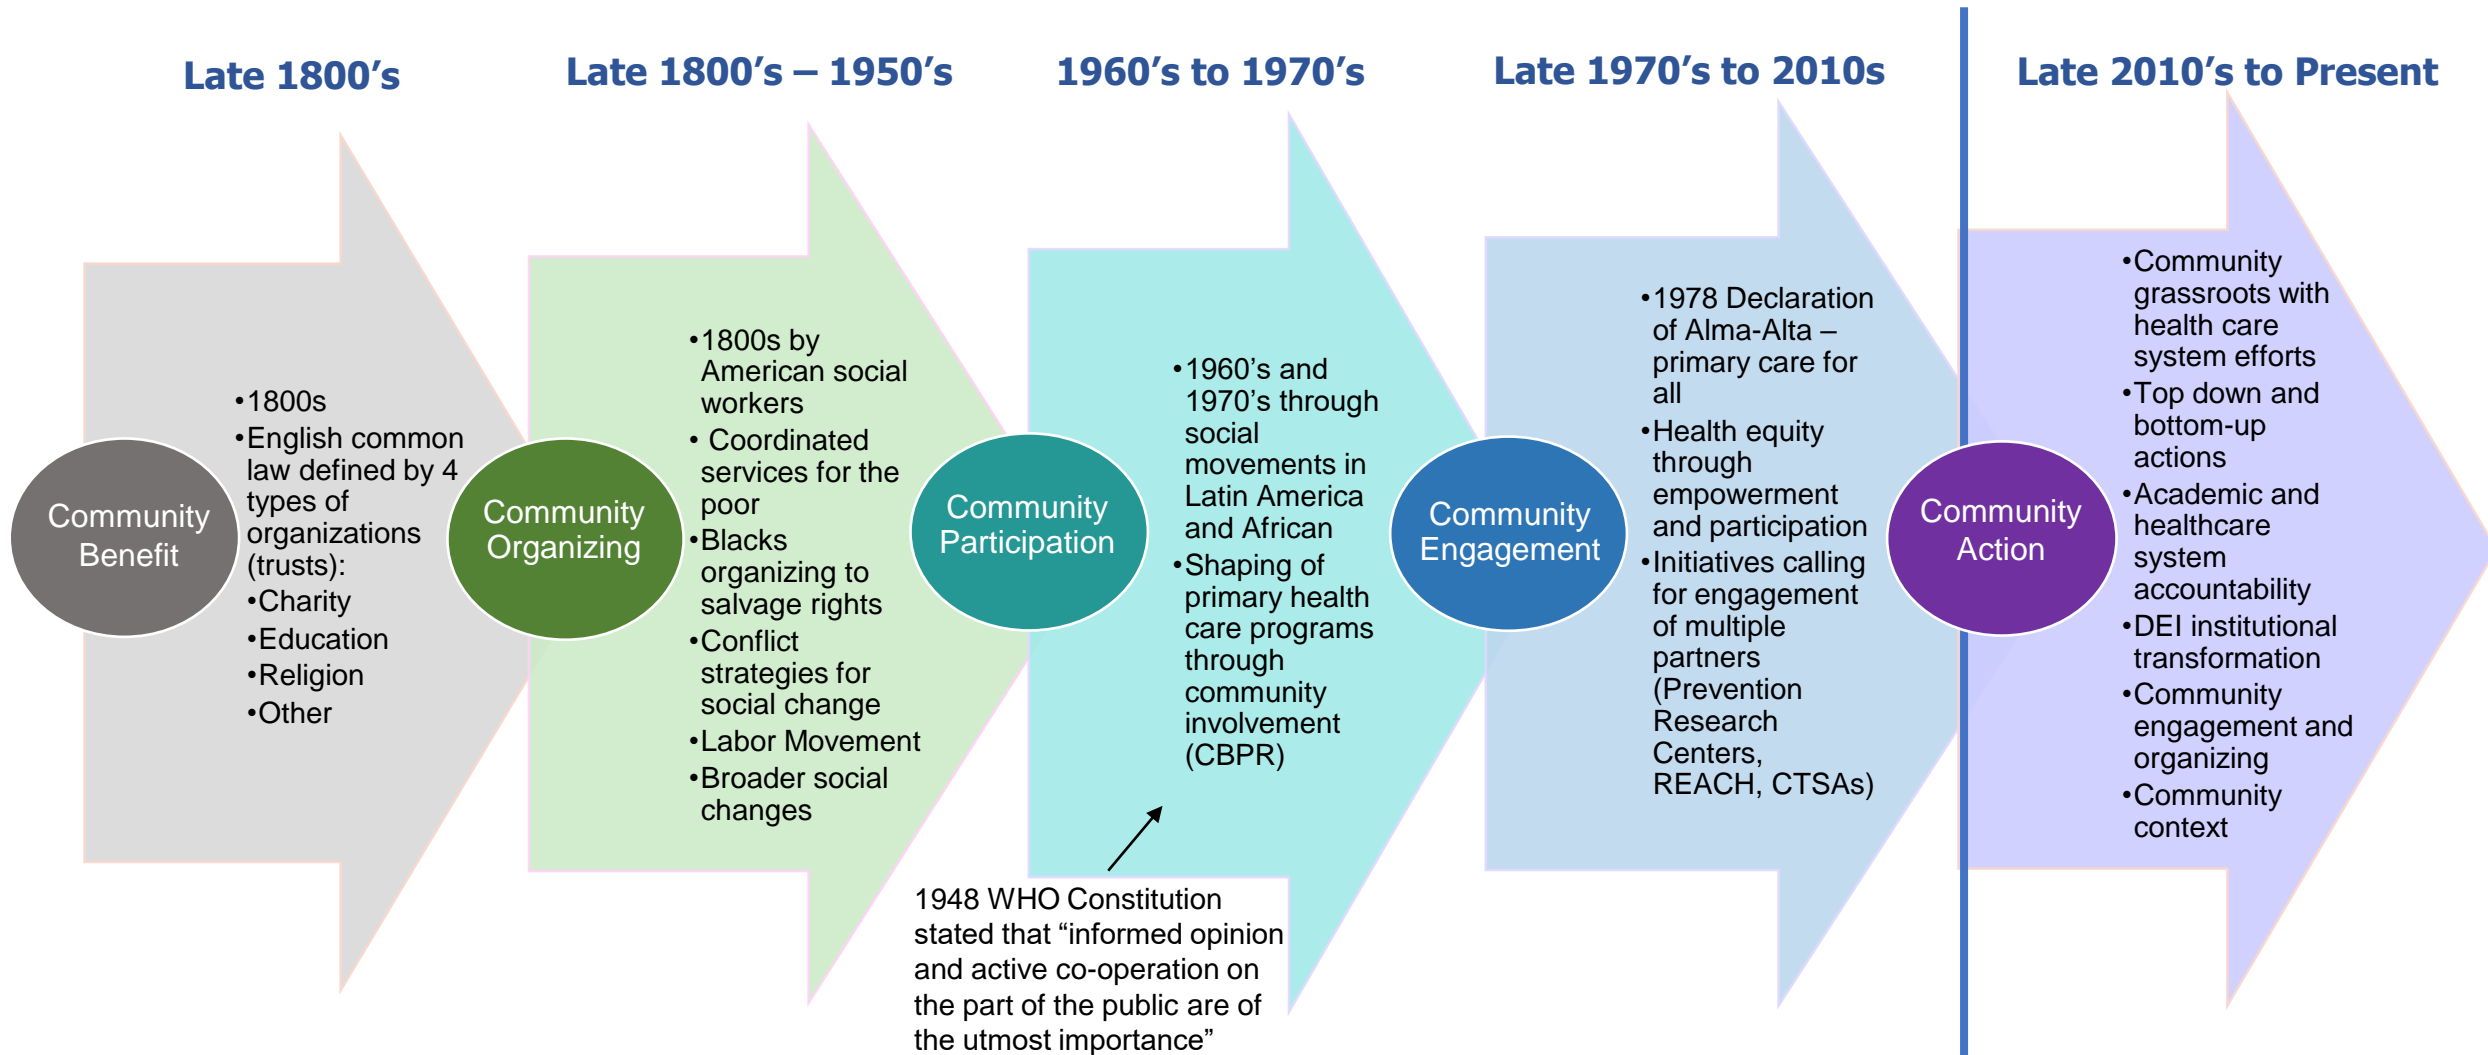 Late 1800's
Late 1800's – 1950's
1960's to 1970's
Late 1970's to 2010s
Late 2010's to Present
Community
Benefit
•1800s
•English common
law defined by 4
types of
organizations
(trusts):
•Charity
•Education
•Religion
•Other
Community
Organizing
•1800s by
American social
workers
• Coordinated
services for the
poor
•Blacks
organizing to
salvage rights
•Conflict
strategies for
social change
•Labor Movement
•Broader social
changes
Community
Participation
•1960's and
1970's through
social
movements in
Latin America
and African
•Shaping of
primary health
care programs
through
community
involvement
(CBPR)
1948 WHO Constitution
stated that “informed opinion
and active co-operation on
the part of the public are of
the utmost importance”
Community
Engagement
•1978 Declaration
of Alma-Alta –
primary care for
all
•Health equity
through
empowerment
and participation
•Initiatives calling
for engagement
of multiple
partners
(Prevention
Research
Centers,
REACH, CTSAs)
Community
Action
•Community
grassroots with
health care
system efforts
•Top down and
bottom-up
actions
•Academic and
healthcare
system
accountability
•DEI institutional
transformation
•Community
engagement and
organizing
•Community
context